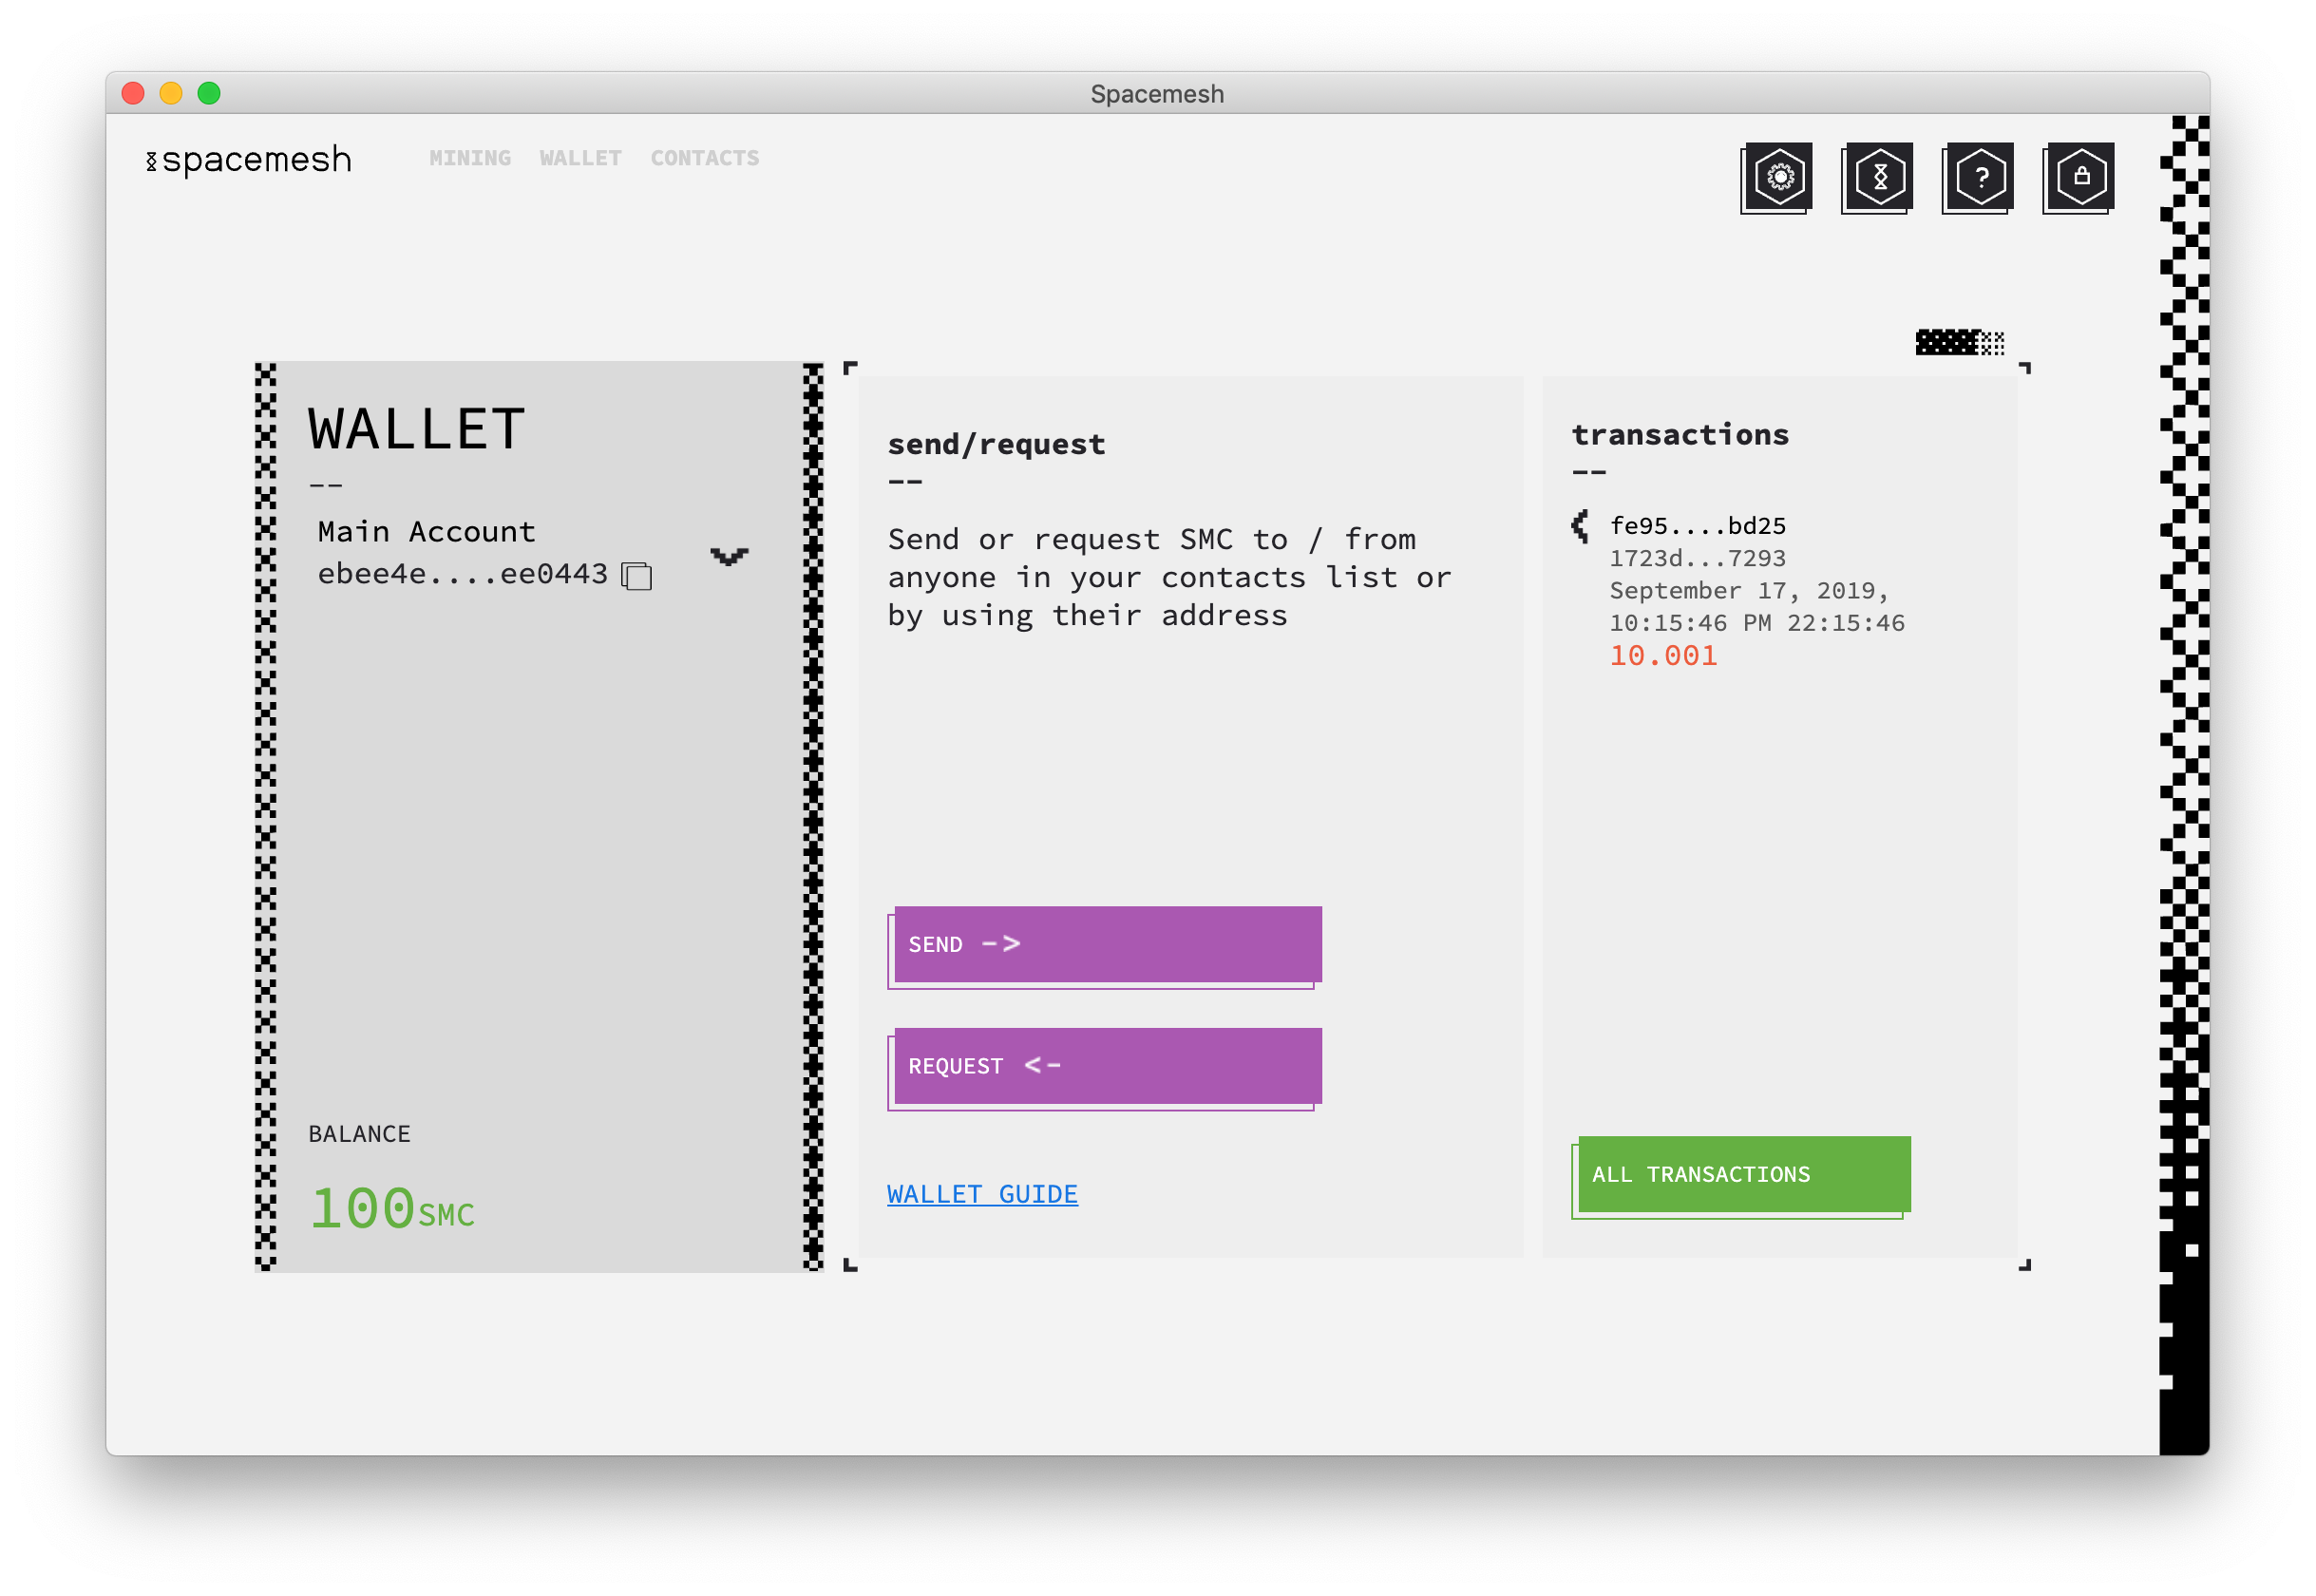 Spacemesh
spacemesh
MINING WALLET CONTACTS
?
WALLET
--
Main Account
ebee4e....ee0443
BALANCE
100SMC
send/request
--
Send or request SMC to / from
anyone in your contacts list or
by using their address
SEND ->
REQUEST <-
WALLET GUIDE
transactions
--
fe95....bd25
1723d...7293
September 17, 2019,
10:15:46 PM 22:15:46
10.001
ALL TRANSACTIONS